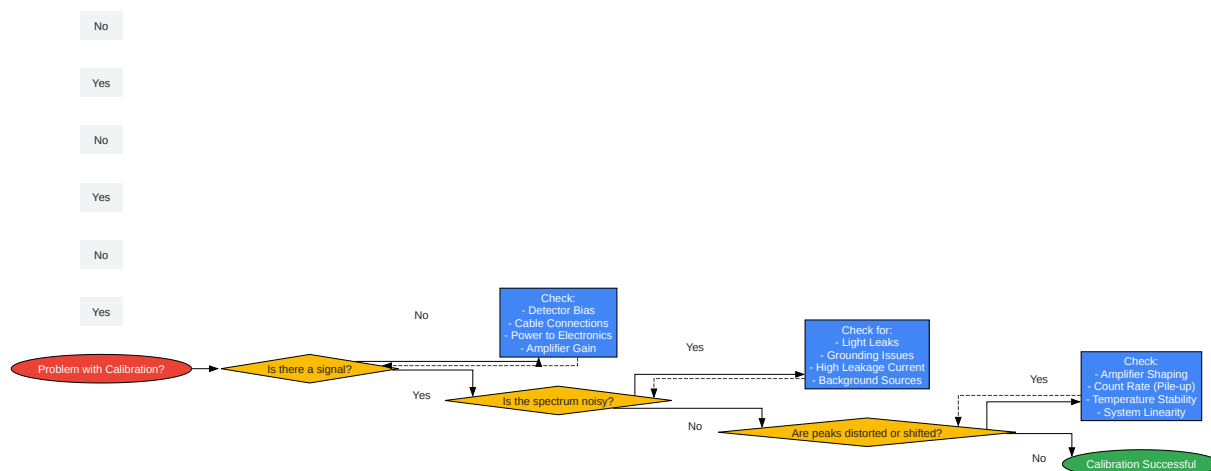 No
Yes
No
Yes
No
Yes
Problem with Calibration?
Is there a signal?
No
Yes
Check:
- Detector Bias
- Cable Connections
- Power to Electronics
- Amplifier Gain
Is the spectrum noisy?
Yes
No
Check for:
- Light Leaks
- Grounding Issues
- High Leakage Current
- Background Sources
Are peaks distorted or shifted?
Yes
No
Check:
- Amplifier Shaping
- Count Rate (Pile-up)
- Temperature Stability
- System Linearity
Calibration Successful